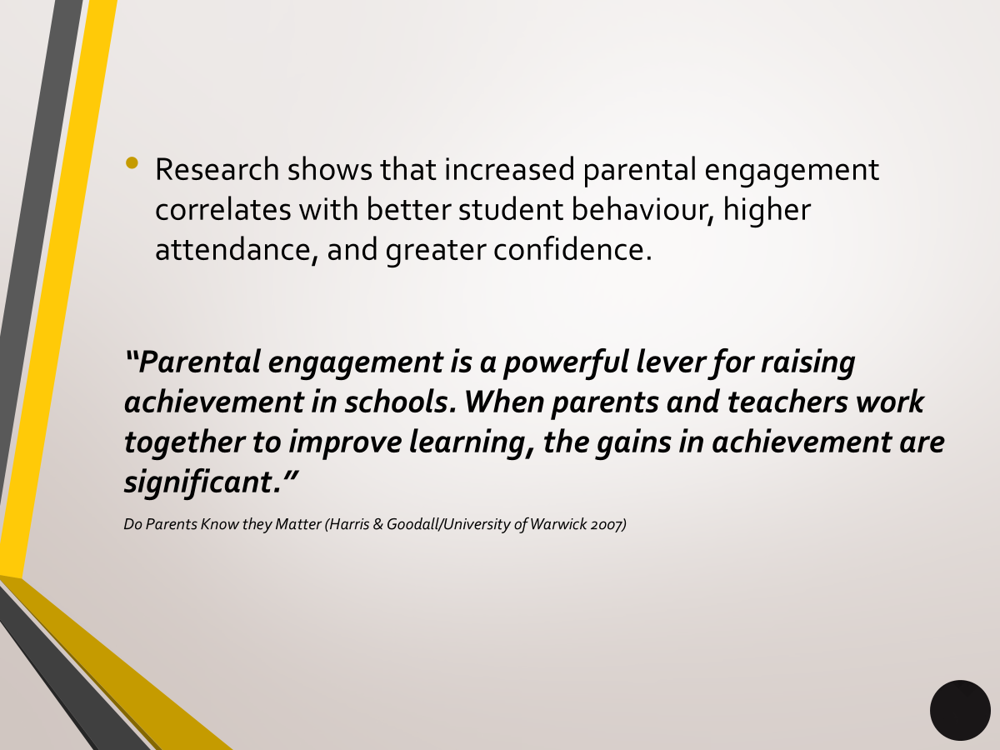 • Research shows that increased parental engagement
correlates with better student behaviour, higher
attendance, and greater confidence.
“Parental engagement is a powerful lever for raising
achievement in schools. When parents and teachers work
together to improve learning, the gains in achievement are
significant.”
Do Parents Know they Matter (Harris & Goodall/University of Warwick 2007)